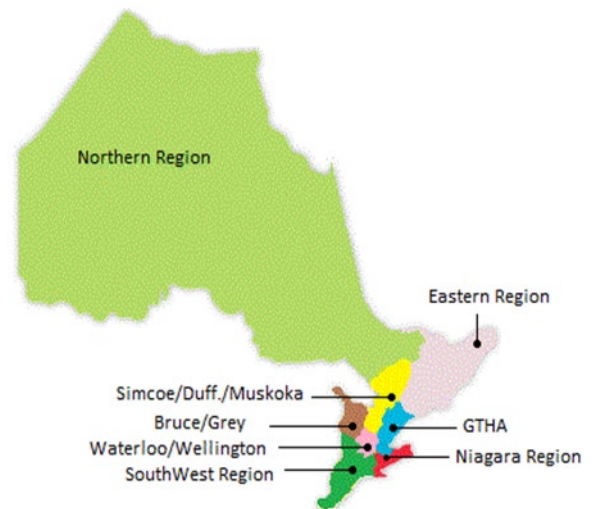 Northern Region
Eastern Region
Simcoe/Duff./Muskoka
Bruce/Grey
GTHA
Waterloo/Wellington
Niagara Region
SouthWest Region